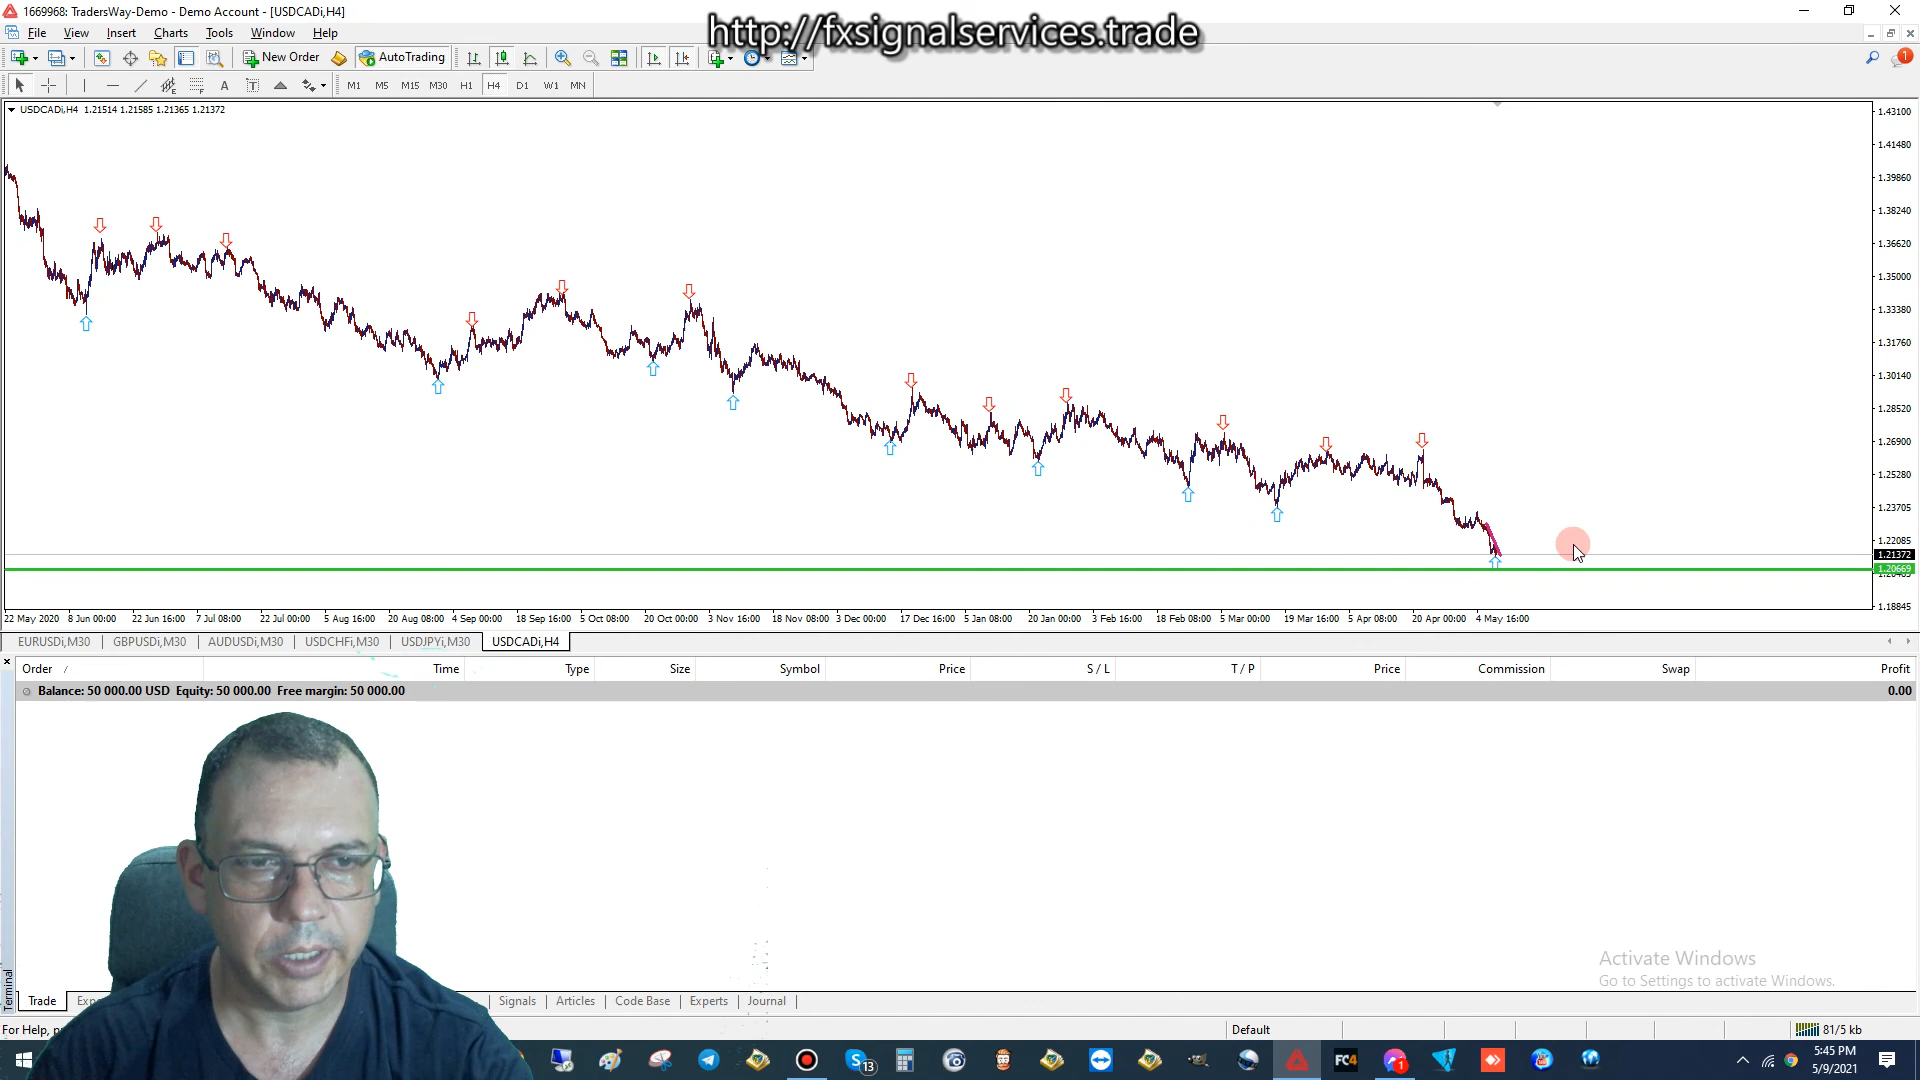 1669968: TradersWay-Demo - Demo Account - [USDCADi,H4]
http://fxsignalservices.trade
File View Insert Charts Tools Window Help
New Order AutoTrading
1
A T M1 M5 M15 M30 H1 H4 D1 W1 MN
USDCADi,H4 1.21514 1.21585 1.21365 1.21372
1.43100
1.41480
1.39860
1.38240
1.36620
1.35000
1.33380
1.31760
1.30140
1.28520
1.26900
1.25280
1.23705
1.22085
1.21372
1.20669
1.18845
22 May 2020 8 Jun 00:00 22 Jun 16:00 7 Jul 08:00 22 Jul 00:00 5 Aug 16:00 20 Aug 08:00 4 Sep 00:00 18 Sep 16:00 5 Oct 08:00 20 Oct 00:00 3 Nov 16:00 18 Nov 08:00 3 Dec 00:00 17 Dec 16:00 5 Jan 08:00 20 Jan 00:00 3 Feb 16:00 18 Feb 08:00 5 Mar 00:00 19 Mar 16:00 5 Apr 08:00 20 Apr 00:00 4 May 16:00
EURUSDi,M30 GBPUSDi,M30 AUDUSDi,M30 USDCHFi,M30 USDJPYi,M30 USDCADi,H4
Order / Time Type Size Symbol Price S / L T / P Price Commission Swap Profit
Balance: 50 000.00 USD Equity: 50 000.00 Free margin: 50 000.00 0.00
Activate Windows
Go to Settings to activate Windows.
Terminal
Trade Exp Signals Articles Code Base Experts Journal
For Help, p Default 81/5 kb
13 FC4 1
5:45 PM
5/9/2021